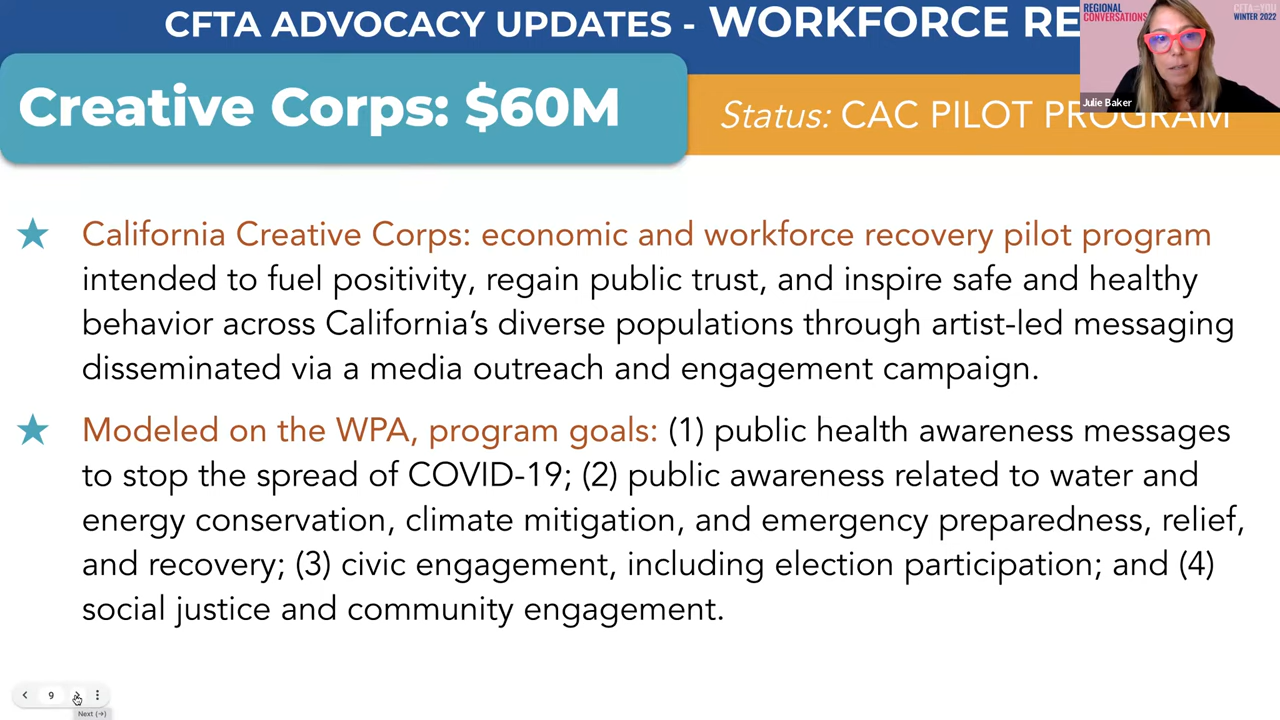 CFTA ADVOCACY UPDATES - WORKFORCE RE
REGIONAL
CONVERSATIONS
CFTA=YOU
WINTER 2022
Julie Baker
Creative Corps: $60M
Status: CAC PILOT PROGRAM
California Creative Corps: economic and workforce recovery pilot program
intended to fuel positivity, regain public trust, and inspire safe and healthy
behavior across California's diverse populations through artist-led messaging
disseminated via a media outreach and engagement campaign.
Modeled on the WPA, program goals: (1) public health awareness messages
to stop the spread of COVID-19; (2) public awareness related to water and
energy conservation, climate mitigation, and emergency preparedness, relief,
and recovery; (3) civic engagement, including election participation; and (4)
social justice and community engagement.
9
Next (→)